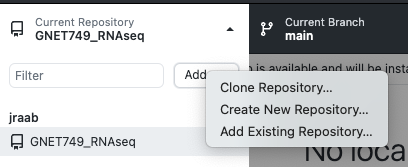 Current Repository
GNET749_RNAseq
Current Branch
main
Filter
Add
is available and will be insta
Clone Repository...
Create New Repository...
Add Existing Repository...
jraab
GNET749_RNAseq
No loca